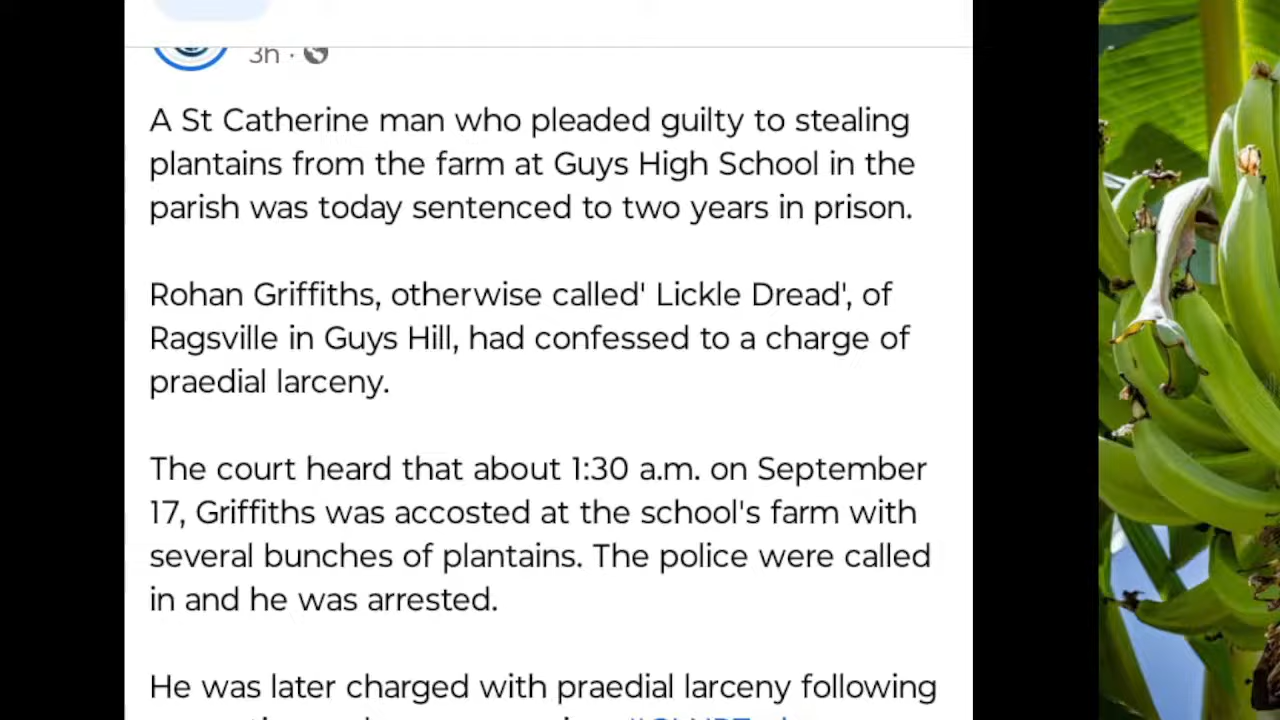 3h ·
A St Catherine man who pleaded guilty to stealing
plantains from the farm at Guys High School in the
parish was today sentenced to two years in prison.
Rohan Griffiths, otherwise called' Lickle Dread', of
Ragsville in Guys Hill, had confessed to a charge of
praedial larceny.
The court heard that about 1:30 a.m. on September
17, Griffiths was accosted at the school's farm with
several bunches of plantains. The police were called
in and he was arrested.
He was later charged with praedial larceny following